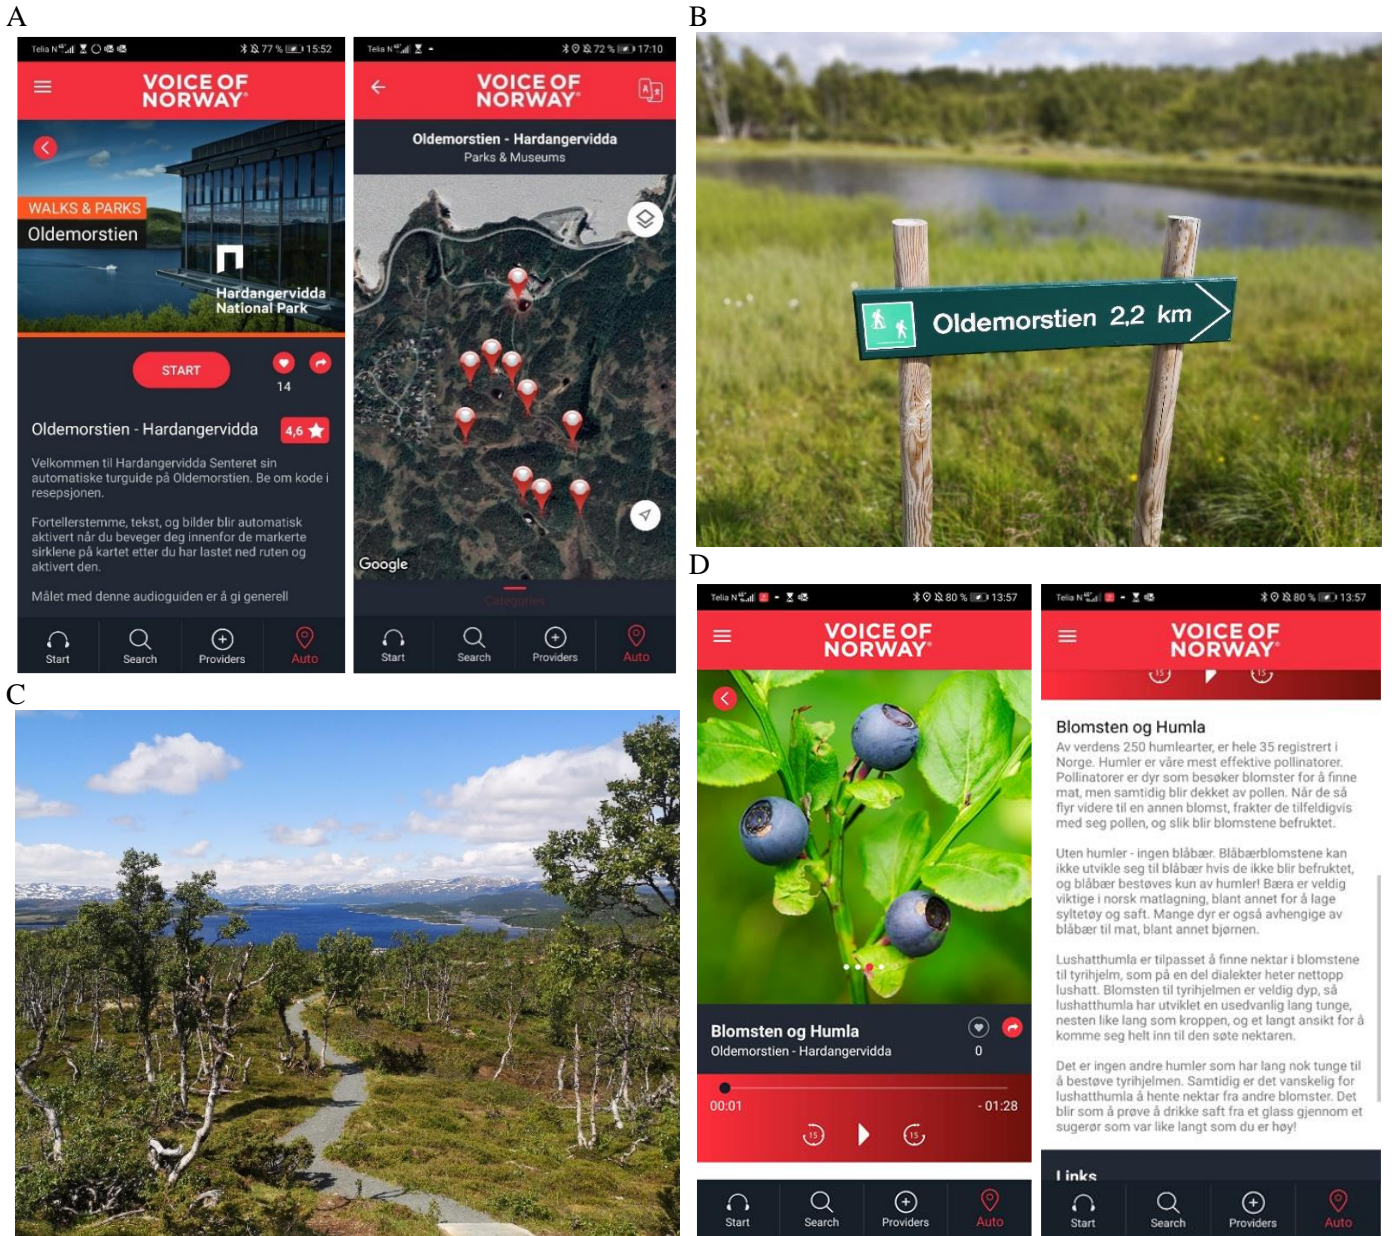 A
Telia N
77 % 15:52
VOICE OF
NORWAY®
WALKS & PARKS
Oldemorstien
Hardangervidda
National Park
START
14
Oldemorstien - Hardangervidda 4,6
Velkommen til Hardangervidda Senteret sin
automatiske turguide på Oldemorstien. Be om kode i
resepsjonen.
Fortellerstemme, tekst, og bilder blir automatisk
aktivert når du beveger deg innenfor de markerte
sirklene på kartet etter du har lastet ned ruten og
aktivert den.
Målet med denne audioguiden er å gi generell
Start Search Providers Auto
Telia N
72 % 17:10
VOICE OF
NORWAY®
Oldemorstien - Hardangervidda
Parks & Museums
Google
Categories
Start Search Providers Auto
B
Oldemorstien 2,2 km
C
D
Telia N
80 % 13:57
VOICE OF
NORWAY®
Blomsten og Humla
Oldemorstien - Hardangervidda 0
00:01 - 01:28
15 15
Start Search Providers Auto
Telia N
80 % 13:57
VOICE OF
NORWAY®
15 15
Blomsten og Humla
Av verdens 250 humlearter, er hele 35 registrert i
Norge. Humler er våre mest effektive pollinatorer.
Pollinatorer er dyr som besøker blomster for å finne
mat, men samtidig blir dekket av pollen. Når de så
flyr videre til en annen blomst, frakter de tilfeldigvis
med seg pollen, og slik blir blomstene befruktet.
Uten humler - ingen blåbær. Blåbærblomstene kan
ikke utvikle seg til blåbær hvis de ikke blir befruktet,
og blåbær bestøves kun av humler! Bæra er veldig
viktige i norsk matlagning, blant annet for å lage
syltetøy og saft. Mange dyr er også avhengige av
blåbær til mat, blant annet bjørnen.
Lushatthumla er tilpasset å finne nektar i blomstene
til tyrihjelm, som på en del dialekter heter nettopp
lushatt. Blomsten til tyrihjelmen er veldig dyp, så
lushatthumla har utviklet en usedvanlig lang tunge,
nesten like lang som kroppen, og et langt ansikt for å
komme seg helt inn til den søte nektaren.
Det er ingen andre humler som har lang nok tunge til
å bestøve tyrihjelmen. Samtidig er det vanskelig for
lushatthumla å hente nektar fra andre blomster. Det
blir som å prøve å drikke saft fra et glass gjennom et
sugerør som var like langt som du er høy!
Links
Start Search Providers Auto